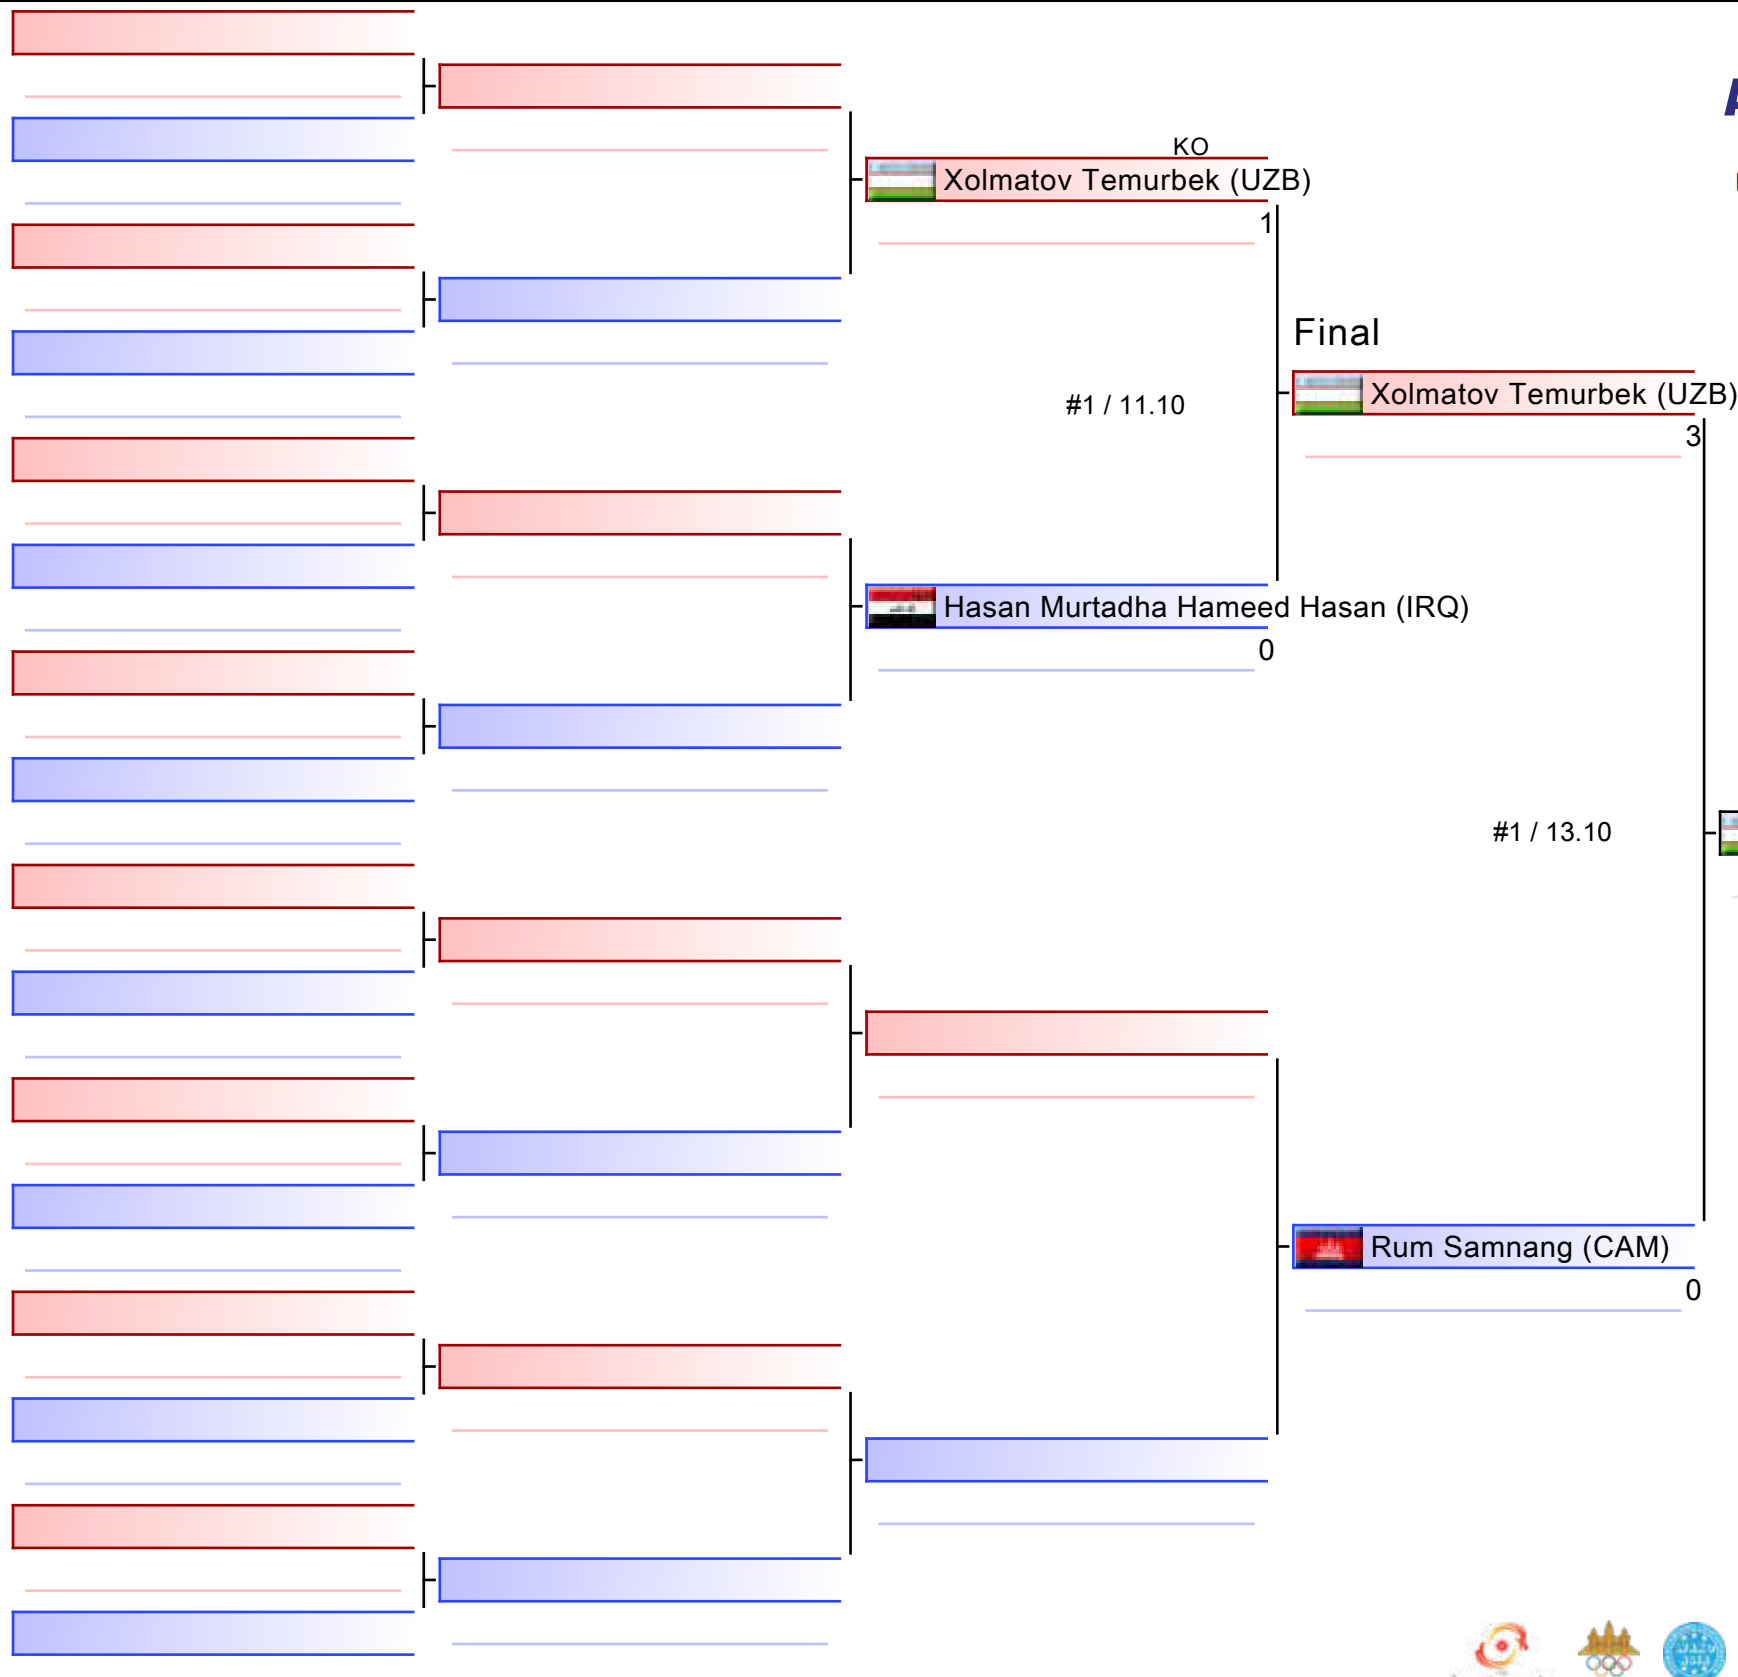 KO
Xolmatov Temurbek (UZB)
1
Final
Xolmatov Temurbek (UZB)
#1 / 11.10
3
Hasan Murtadha Hameed Hasan (IRQ)
0
#1 / 13.10
Rum Samnang (CAM)
0